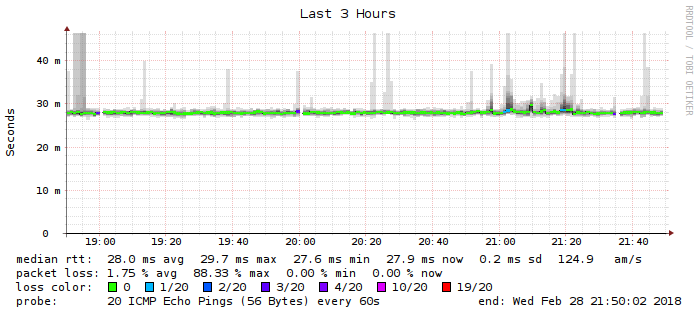 Last 3 Hours
RRDTOOL / TOBI OETIKER
Seconds
40 m
30 m
20 m
10 m
0
19:00 19:20 19:40 20:00 20:20 20:40 21:00 21:20 21:40
median rtt: 28.0 ms avg 29.7 ms max 27.6 ms min 27.9 ms now 0.2 ms sd 124.9 am/s
packet loss: 1.75 % avg 88.33 % max 0.00 % min 0.00 % now
loss color: 0 1/20 2/20 3/20 4/20 10/20 19/20
probe: 20 ICMP Echo Pings (56 Bytes) every 60s end: Wed Feb 28 21:50:02 2018